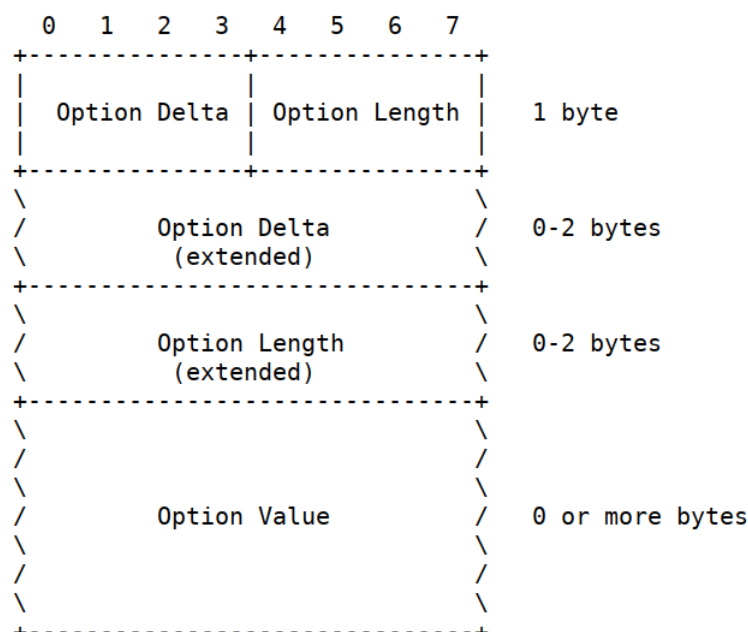 0 1 2 3 4 5 6 7
Option Delta Option Length 1 byte
Option Delta 0-2 bytes
(extended)
Option Length 0-2 bytes
(extended)
Option Value 0 or more bytes